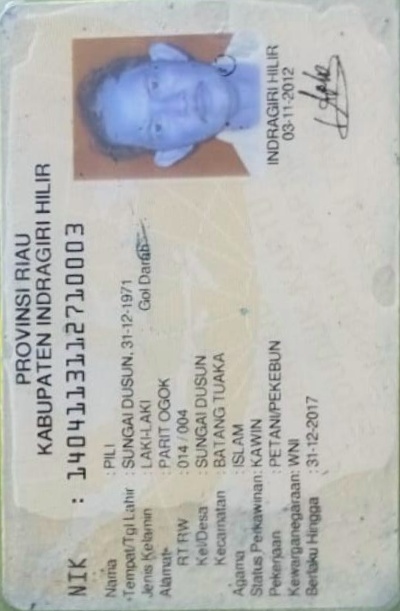 PROVINSI RIAU
KABUPATEN INDRAGIRI HILIR
NIK : 1404113112710003
Nama : PILI
Tempat/Tgl Lahir : SUNGAI DUSUN, 31-12-1971
Jenis Kelamin : LAKI-LAKI Gol Darah
Alamat : PARIT OGOK
RT RW : 014 / 004
Kel/Desa : SUNGAI DUSUN
Kecamatan : BATANG TUAKA
Agama : ISLAM
Status Perkawinan: KAWIN
Pekerjaan : PETANI/PEKEBUN
Kewarganegaraan: WNI
Berlaku Hingga : 31-12-2017
INDRAGIRI HILIR
03-11-2012